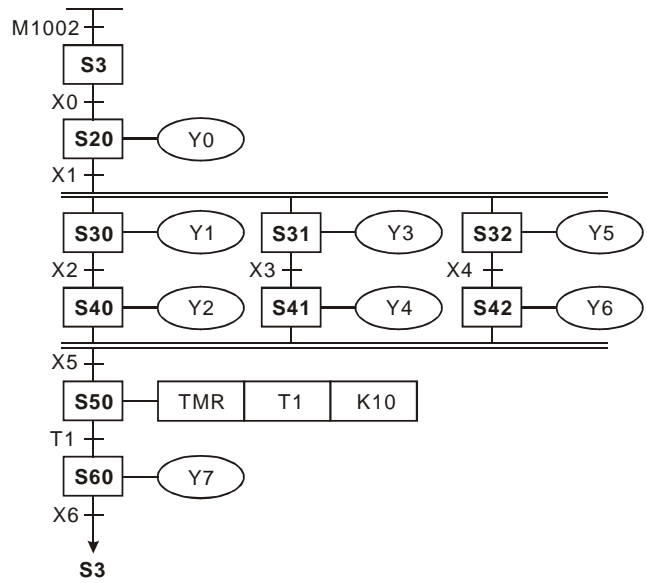 M1002
S3
X0
S20 Y0
X1
S30 Y1 S31 Y3 S32 Y5
X2 X3 X4
S40 Y2 S41 Y4 S42 Y6
X5
S50 TMR T1 K10
T1
S60 Y7
X6
S3